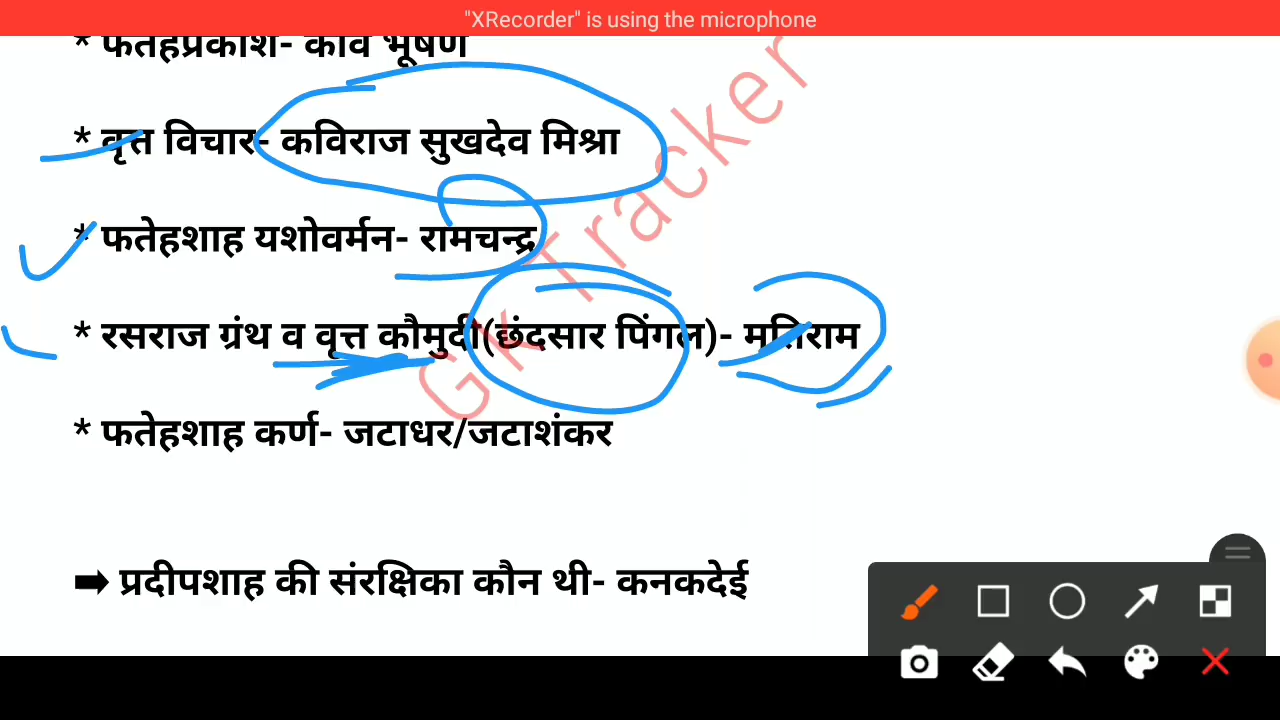 "XRecorder" is using the microphone
* फतेहप्रकाश- कवि भूषण
* वृत विचार- कविराज सुखदेव मिश्रा
* फतेहशाह यशोवर्मन- रामचन्द्र
* रसराज ग्रंथ व वृत्त कौमुदी(छंदसार पिंगल)- मतिराम
* फतेहशाह कर्ण- जटाधर/जटाशंकर
➡ प्रदीपशाह की संरक्षिका कौन थी- कनकदेई
Gk Tracker